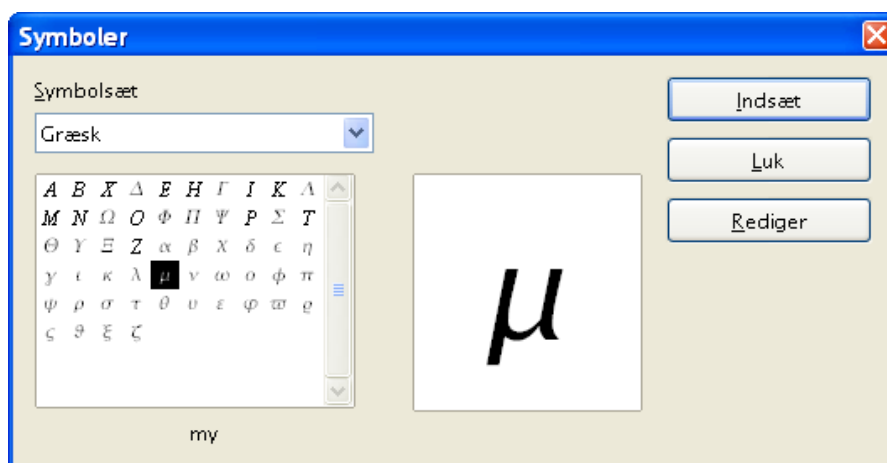 Symboler
Symbolsæt
Græsk
Indsæt
Luk
Rediger
Α Β Χ Δ Ε Η Γ Ι Κ Λ
Μ Ν Ω Ο Φ Π Ψ Ρ Σ Τ
Θ Υ Ξ Ζ α β χ δ ϵ η
γ ι κ λ μ ν ω ο ϕ π
ψ ρ σ τ θ υ ε φ ϖ ϱ
ς ϑ ξ ζ
μ
my